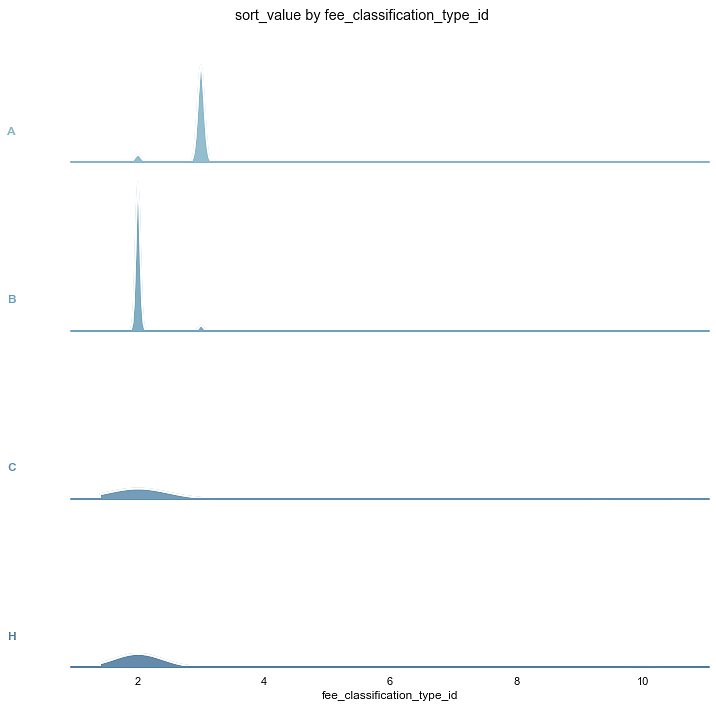 sort_value by fee_classification_type_id
A
B
C
H
2 4 6 8 10
fee_classification_type_id